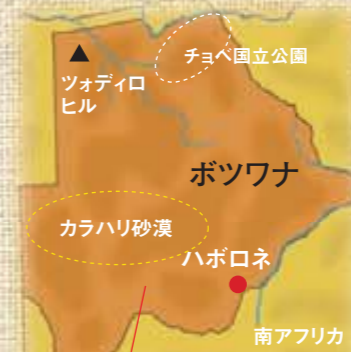 チョベ国立公園
ツォディロ
ヒル
ボツワナ
カラハリ砂漠
ハボロネ
南アフリカ